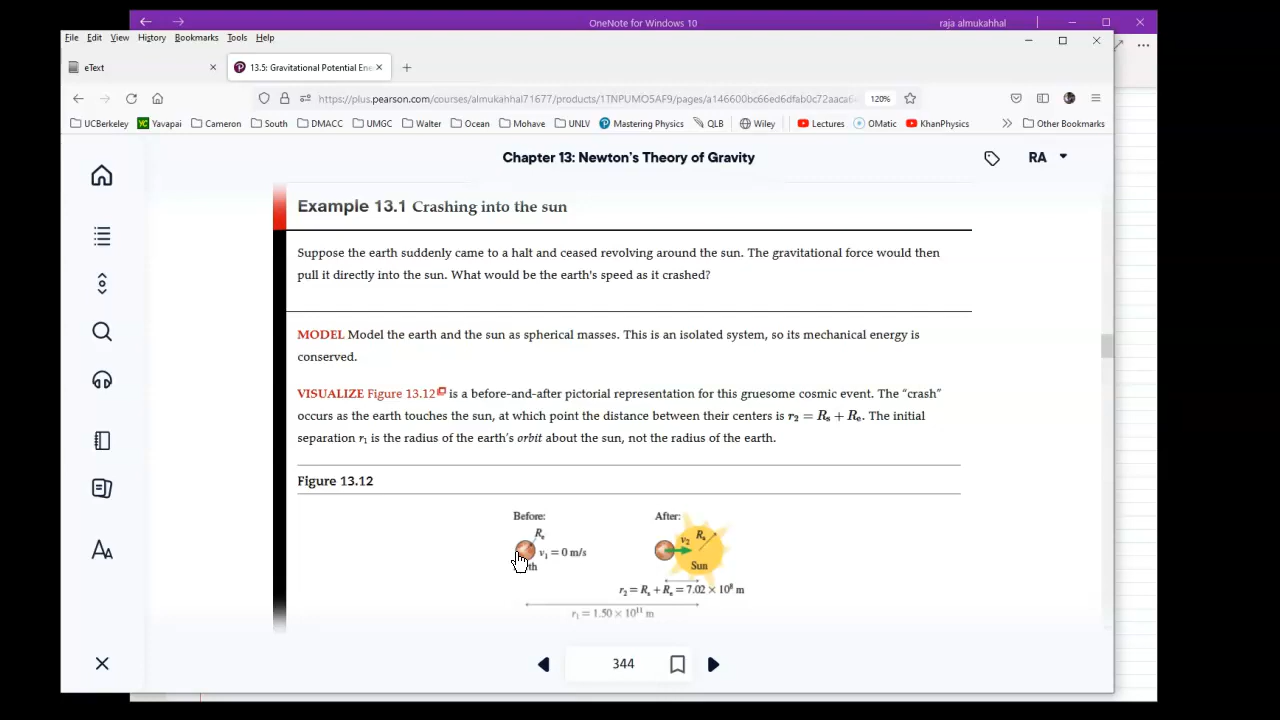 OneNote for Windows 10
raja almukhahhal
File Edit View History Bookmarks Tools Help
eText
13.5: Gravitational Potential Ene
https://plus.pearson.com/courses/almukhahal71677/products/1TNPUMO5AF9/pages/a146600bc66ed6dfab0c72aaca6
120%
UCBerkeley Yavapai Cameron South DMACC UMGC Walter Ocean Mohave UNLV Mastering Physics QLB Wiley Lectures OMatic KhanPhysics Other Bookmarks
Chapter 13: Newton's Theory of Gravity
RA
Example 13.1 Crashing into the sun
Suppose the earth suddenly came to a halt and ceased revolving around the sun. The gravitational force would then
pull it directly into the sun. What would be the earth's speed as it crashed?
MODEL Model the earth and the sun as spherical masses. This is an isolated system, so its mechanical energy is
conserved.
VISUALIZE Figure 13.12 is a before-and-after pictorial representation for this gruesome cosmic event. The “crash”
occurs as the earth touches the sun, at which point the distance between their centers is r₂ = Rₛ + Rₑ. The initial
separation r₁ is the radius of the earth's orbit about the sun, not the radius of the earth.
Figure 13.12
Before:
After:
Rₑ
v₁ = 0 m/s
th
v₂
Rₛ
Sun
r₂ = Rₛ + Rₑ = 7.02 × 10⁸ m
r₁ = 1.50 × 10¹¹ m
344